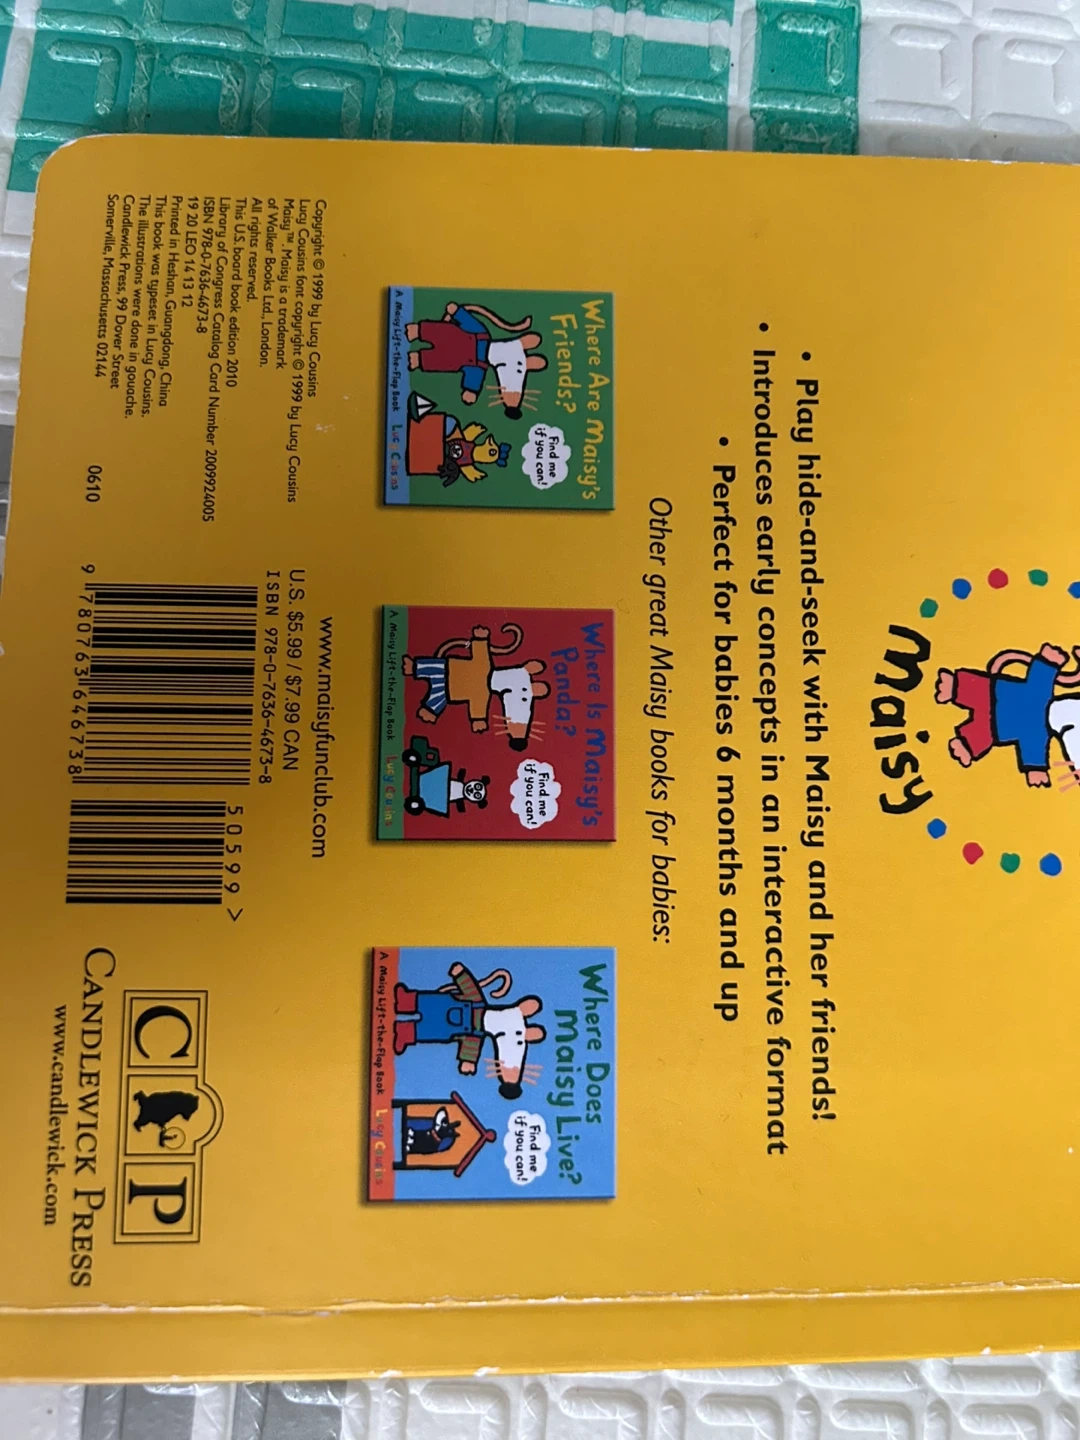 Maisy
• Play hide-and-seek with Maisy and her friends!
• Introduces early concepts in an interactive format
• Perfect for babies 6 months and up
Other great Maisy books for babies:
Where Are Maisy's
Friends?
Find me
if you can!
A Maisy Lift-the-Flap Book Lucy Cousins
Where Is Maisy's
Panda?
Find me
if you can!
A Maisy Lift-the-Flap Book Lucy Cousins
Where Does
Maisy Live?
Find me
if you can!
A Maisy Lift-the-Flap Book Lucy Cousins
Copyright © 1999 by Lucy Cousins
Lucy Cousins font copyright © 1999 by Lucy Cousins
Maisy™. Maisy is a trademark
of Walker Books Ltd., London.
All rights reserved.
This U.S. board book edition 2010
Library of Congress Catalog Card Number 2009924005
ISBN 978-0-7636-4673-8
19 20 LEO 14 13 12
Printed in Heshan, Guangdong, China
This book was typeset in Lucy Cousins.
The illustrations were done in gouache.
Candlewick Press, 99 Dover Street
Somerville, Massachusetts 02144
0610
www.maisyfunclub.com
U.S. $5.99 / $7.99 CAN
ISBN 978-0-7636-4673-8
50599>
9 780763 646738
C P
CANDLEWICK PRESS
www.candlewick.com